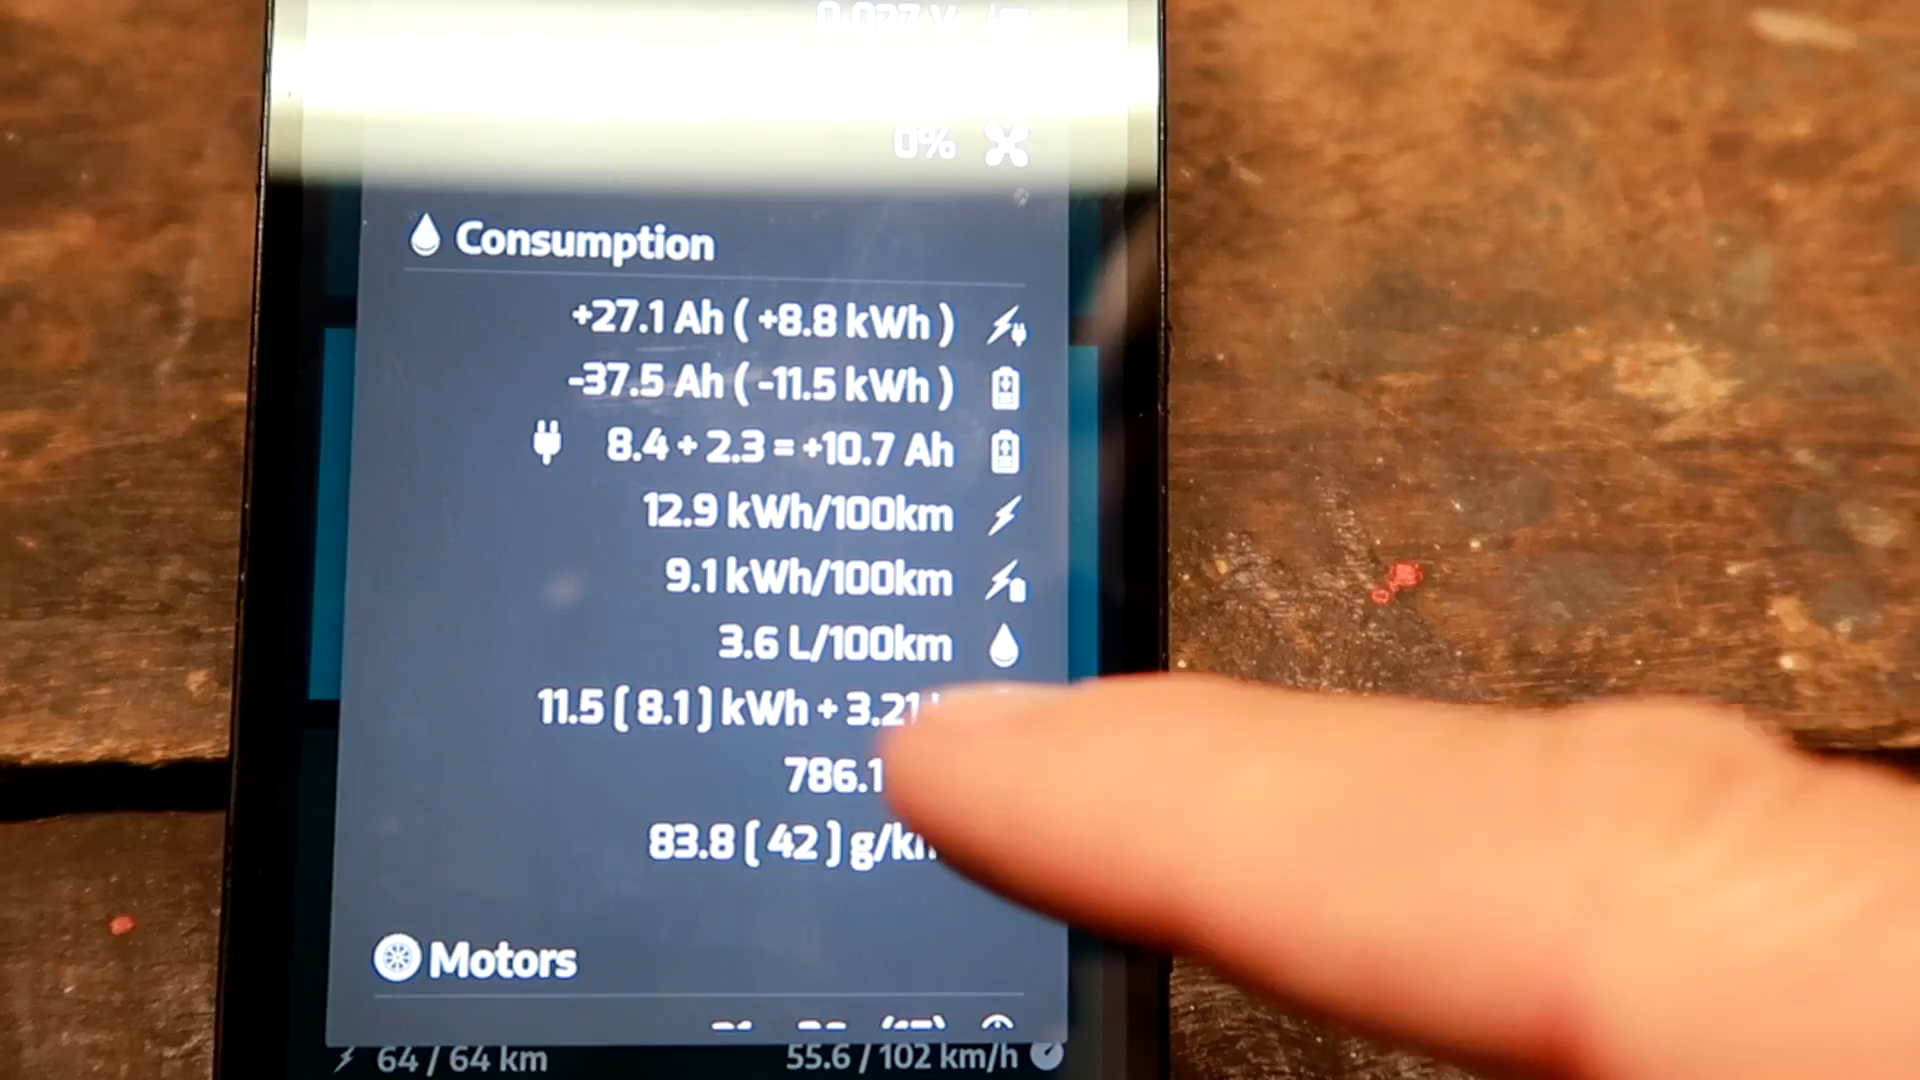 0.027 V
0%
Consumption
+27.1 Ah ( +8.8 kWh )
-37.5 Ah ( -11.5 kWh )
8.4 + 2.3 = +10.7 Ah
12.9 kWh/100km
9.1 kWh/100km
3.6 L/100km
11.5 [ 8.1 ] kWh + 3.21
786.1
83.8 [ 42 ]
Motors
64 / 64 km
55.6 / 102 km/h